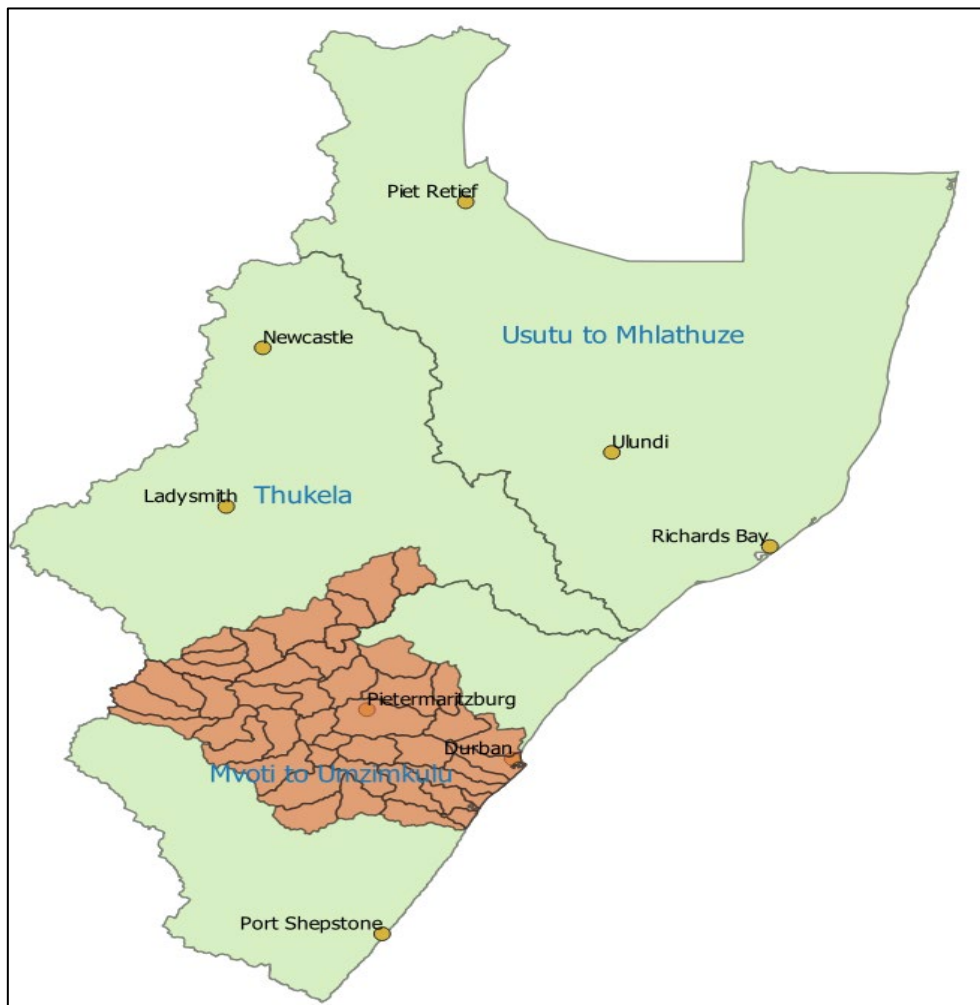 Piet Retief
Newcastle
Usutu to Mhlathuze
Ulundi
Ladysmith
Thukela
Richards Bay
Pietermaritzburg
Durban
Mvoti to Umzimkulu
Port Shepstone